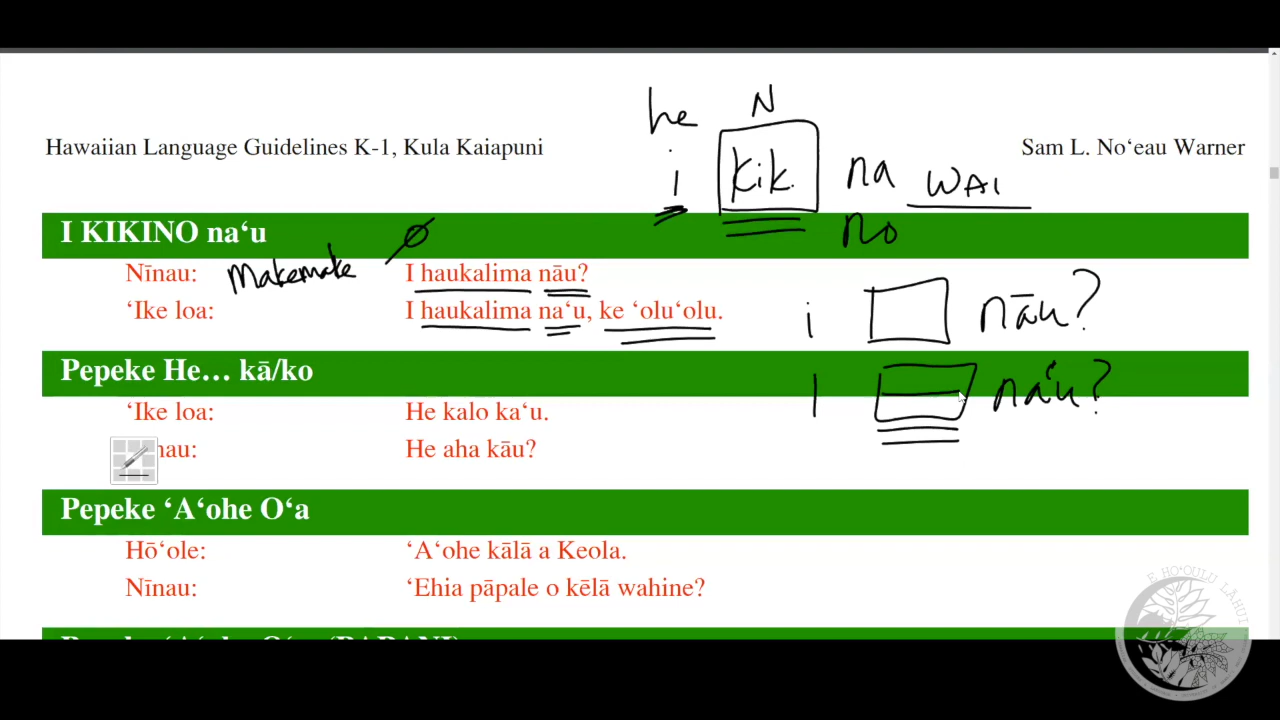 he N
Hawaiian Language Guidelines K-1, Kula Kaiapuni Sam L. Noʻeau Warner
i kik. na WAI
I KIKINO naʻu no
Nīnau: Makemake I haukalima nāu? i nāu?
ʻIke loa: I haukalima naʻu, ke ʻoluʻolu.
Pepeke He… kā/ko
I naʻu?
ʻIke loa: He kalo kaʻu.
He aha kāu?
Pepeke ʻAʻohe Oʻa
Hōʻole: ʻAʻohe kālā a Keola.
Nīnau: ʻEhia pāpale o kēlā wahine?
E HOʻOULU LĀHUI